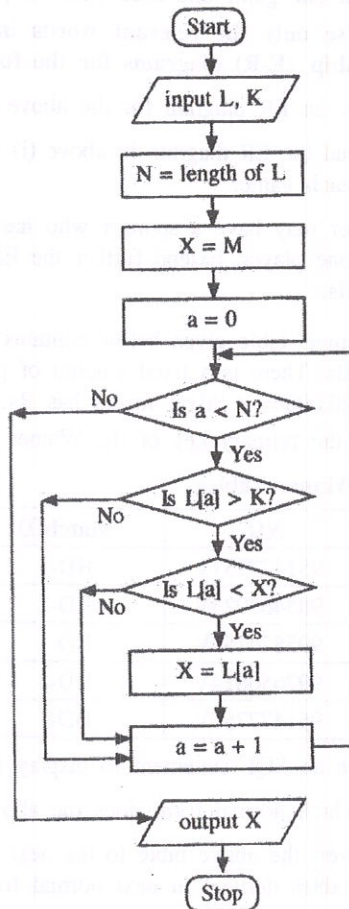 Start
input L, K
N = length of L
X = M
a = 0
Is a < N?
No
Yes
Is L[a] > K?
No
Yes
Is L[a] < X?
No
Yes
X = L[a]
a = a + 1
output X
Stop